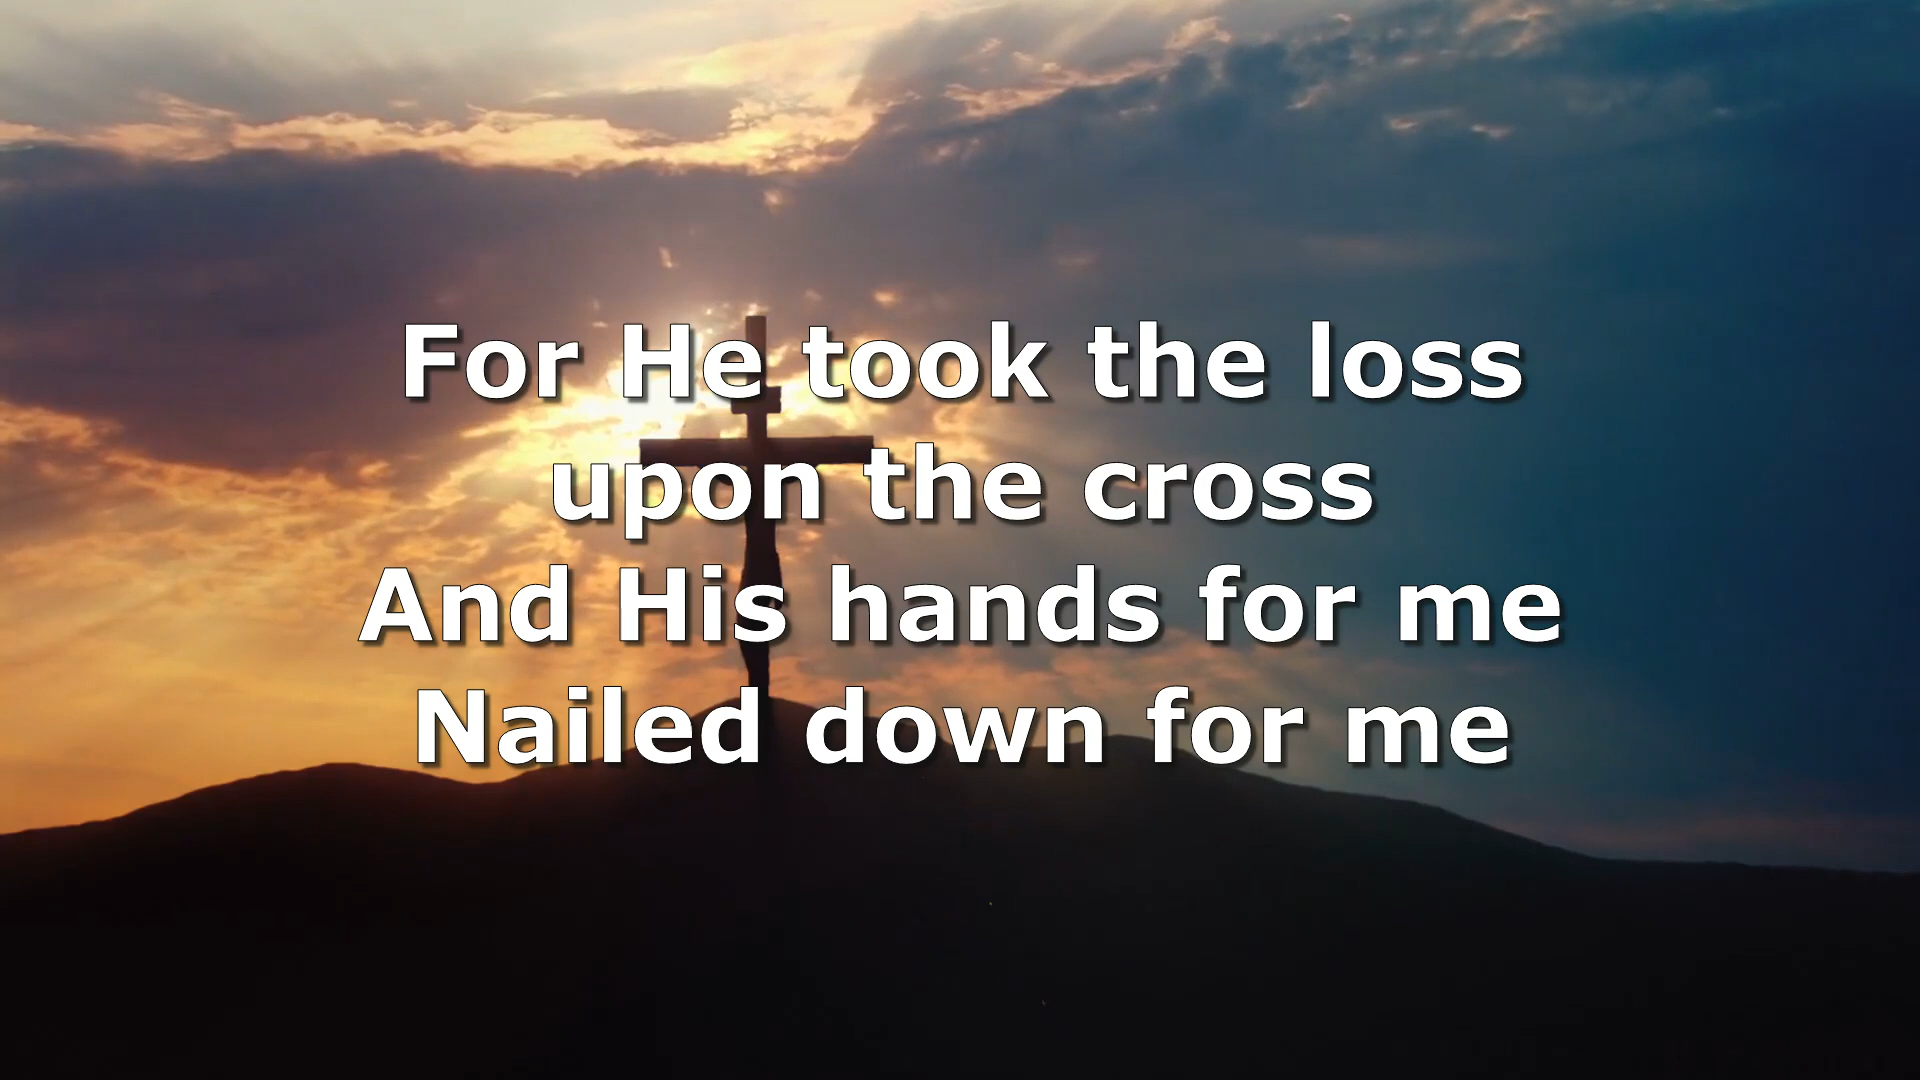 For He took the loss
upon the cross
And His hands for me
Nailed down for me